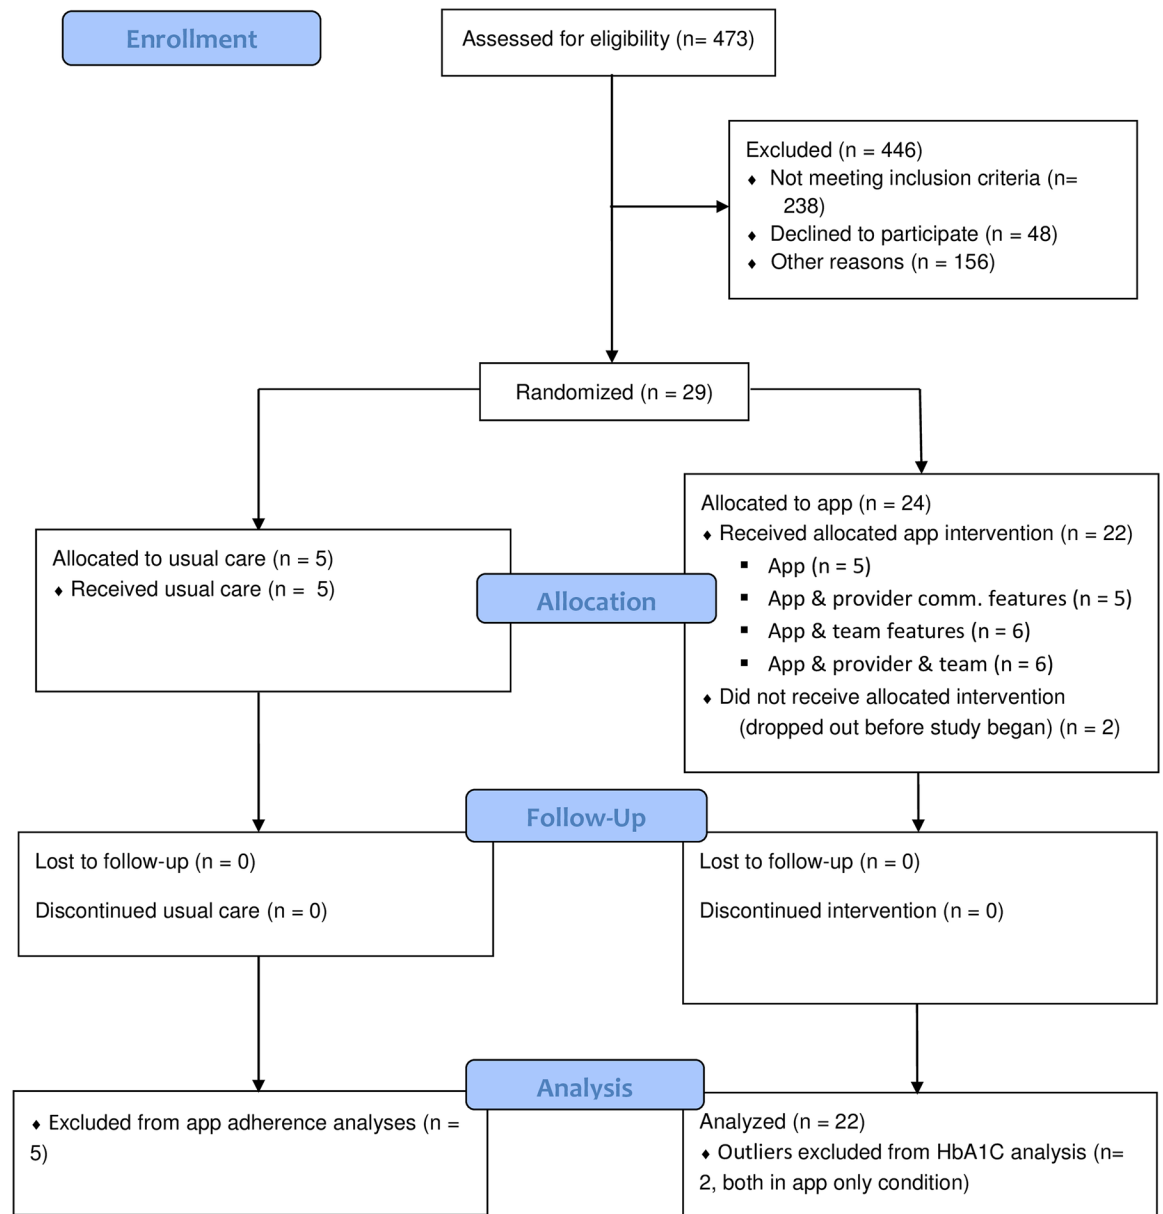 Enrollment
Assessed for eligibility (n= 473)
Excluded (n = 446)
♦ Not meeting inclusion criteria (n=
238)
♦ Declined to participate (n = 48)
♦ Other reasons (n = 156)
Randomized (n = 29)
Allocated to usual care (n = 5)
♦ Received usual care (n =  5)
Allocation
Allocated to app (n = 24)
♦ Received allocated app intervention (n = 22)
▪ App (n = 5)
▪ App & provider comm. features (n = 5)
▪ App & team features (n = 6)
▪ App & provider & team (n = 6)
♦ Did not receive allocated intervention
(dropped out before study began) (n = 2)
Follow-Up
Lost to follow-up (n = 0)
Discontinued usual care (n = 0)
Lost to follow-up (n = 0)
Discontinued intervention (n = 0)
Analysis
♦ Excluded from app adherence analyses (n =
5)
Analyzed (n = 22)
♦ Outliers excluded from HbA1C analysis (n=
2, both in app only condition)